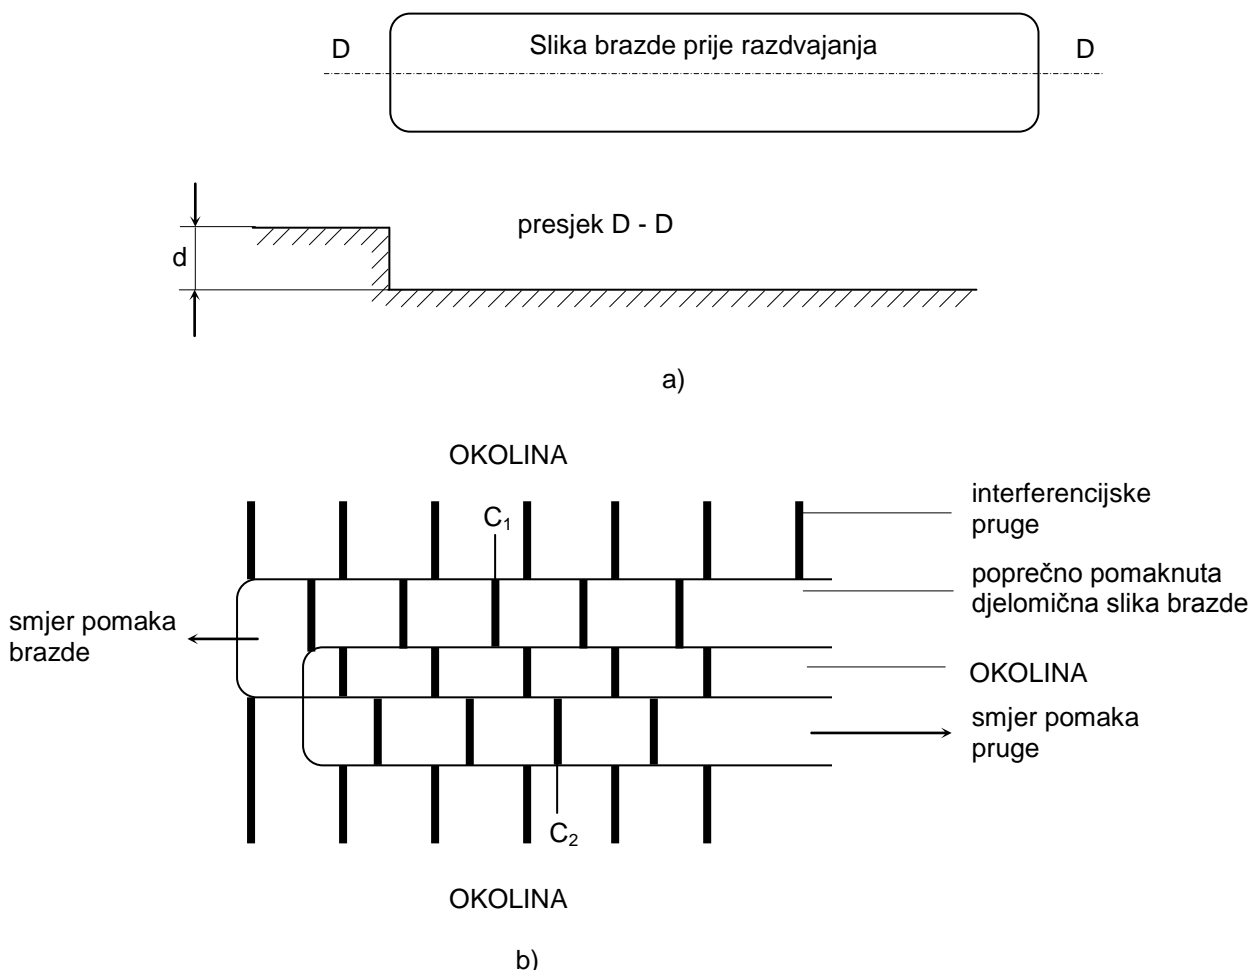 D
Slika brazde prije razdvajanja
D
presjek D - D
d
a)
OKOLINA
C₁
interferencijske
pruge
poprečno pomaknuta
djelomična slika brazde
smjer pomaka
brazde
OKOLINA
smjer pomaka
pruge
C₂
OKOLINA
b)